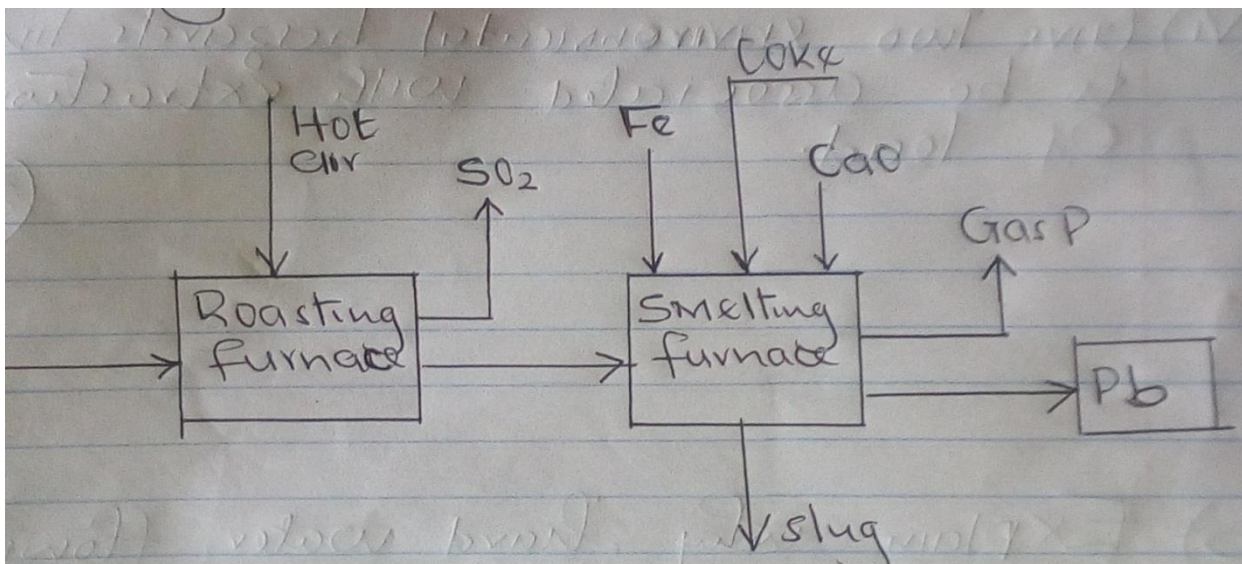 COKE
Hot
air
Fe
CaO
SO₂
Gas P
Roasting
furnace
Smelting
furnace
Pb
slug